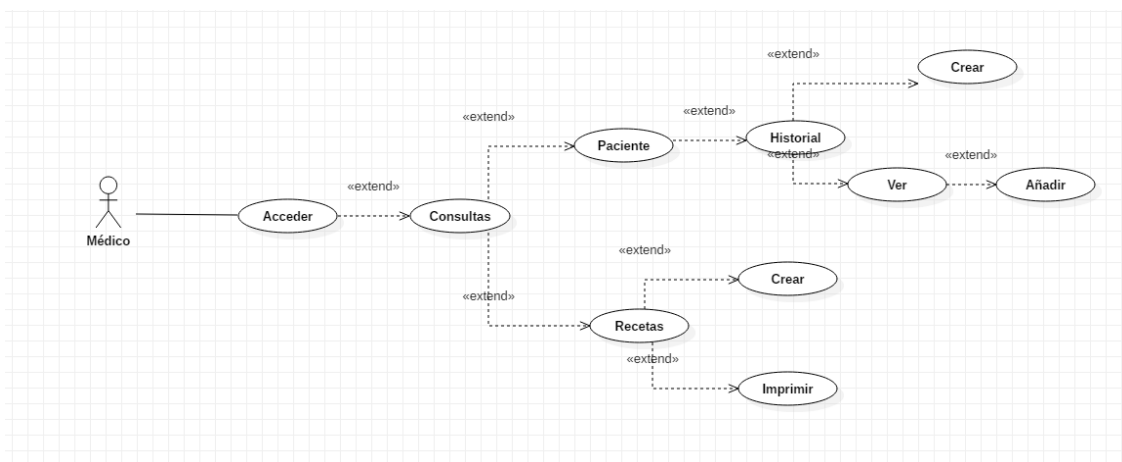 «extend»
Crear
«extend»
«extend»
Paciente
Historial
«extend»
«extend»
Ver
Añadir
«extend»
Médico
Acceder
Consultas
«extend»
Crear
«extend»
Recetas
«extend»
Imprimir